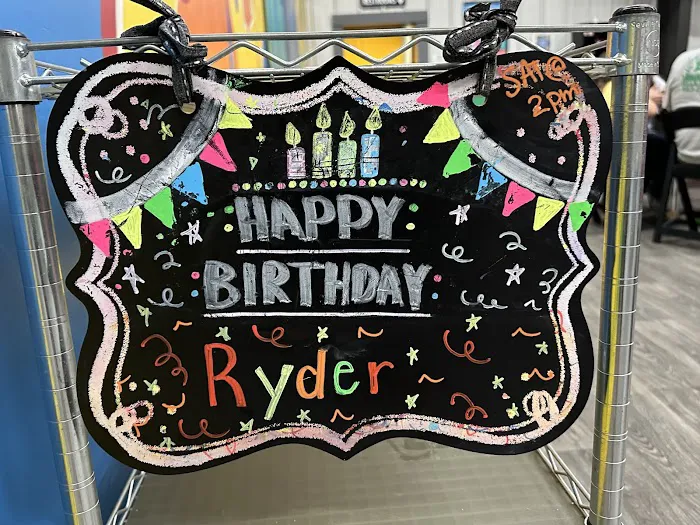 SAT@
2pm
HAPPY
BIRTHDAY
Ryder